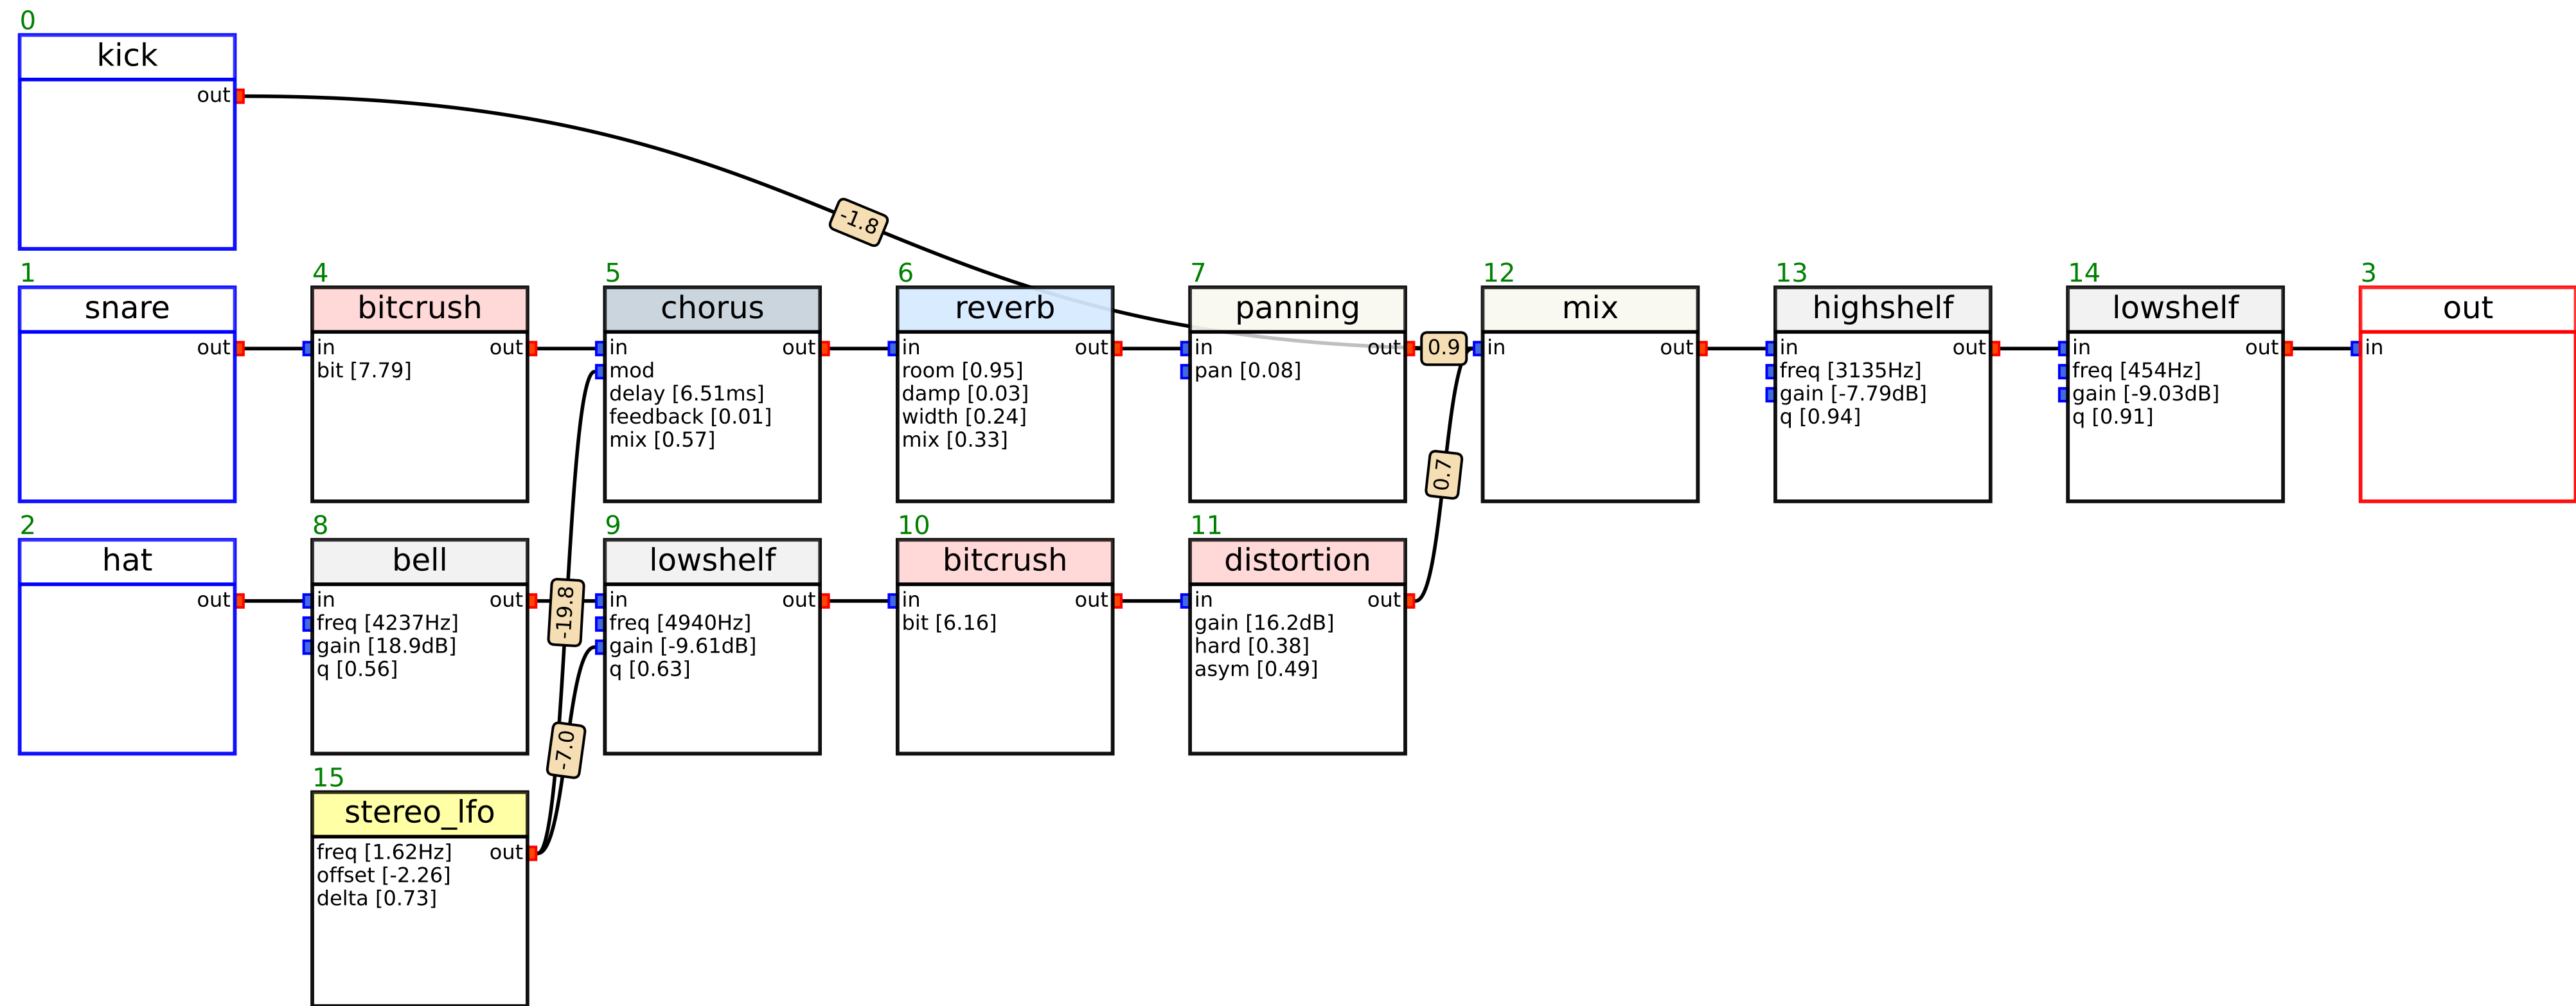 0
kick
out
-1.8
1
snare
out
4
bitcrush
in
out
bit [7.79]
5
chorus
in
out
mod
delay [6.51ms]
feedback [0.01]
mix [0.57]
6
reverb
in
out
room [0.95]
damp [0.03]
width [0.24]
mix [0.33]
7
panning
in
out
pan [0.08]
0.9
12
mix
in
out
13
highshelf
in
out
freq [3135Hz]
gain [-7.79dB]
q [0.94]
14
lowshelf
in
out
freq [454Hz]
gain [-9.03dB]
q [0.91]
3
out
in
0.7
2
hat
out
8
bell
in
out
freq [4237Hz]
gain [18.9dB]
q [0.56]
-19.8
9
lowshelf
in
out
freq [4940Hz]
gain [-9.61dB]
q [0.63]
10
bitcrush
in
out
bit [6.16]
11
distortion
in
out
gain [16.2dB]
hard [0.38]
asym [0.49]
-7.0
15
stereo_lfo
freq [1.62Hz]
out
offset [-2.26]
delta [0.73]